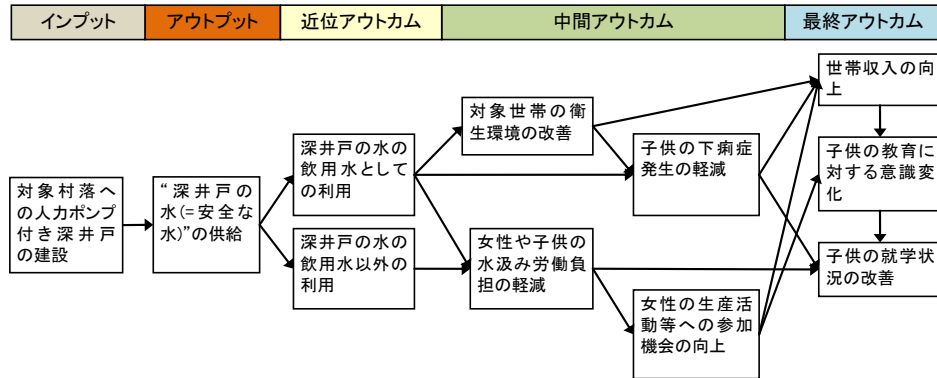 インプット
アウトプット
近位アウトカム
中間アウトカム
最終アウトカム
対象村落へ
の人力ポンプ
付き深井戸
の建設
“深井戸の
水(=安全な
水)”の供給
深井戸の水の
飲用水としての
の利用
深井戸の水の
飲用水以外の
利用
対象世帯の衛
生環境の改善
女性や子供の
水汲み労働負
担の軽減
子供の下痢症
発生の軽減
女性の生産活
動等への参加
機会の向上
世帯収入の向
上
子供の教育に
対する意識変
化
子供の就学状
況の改善